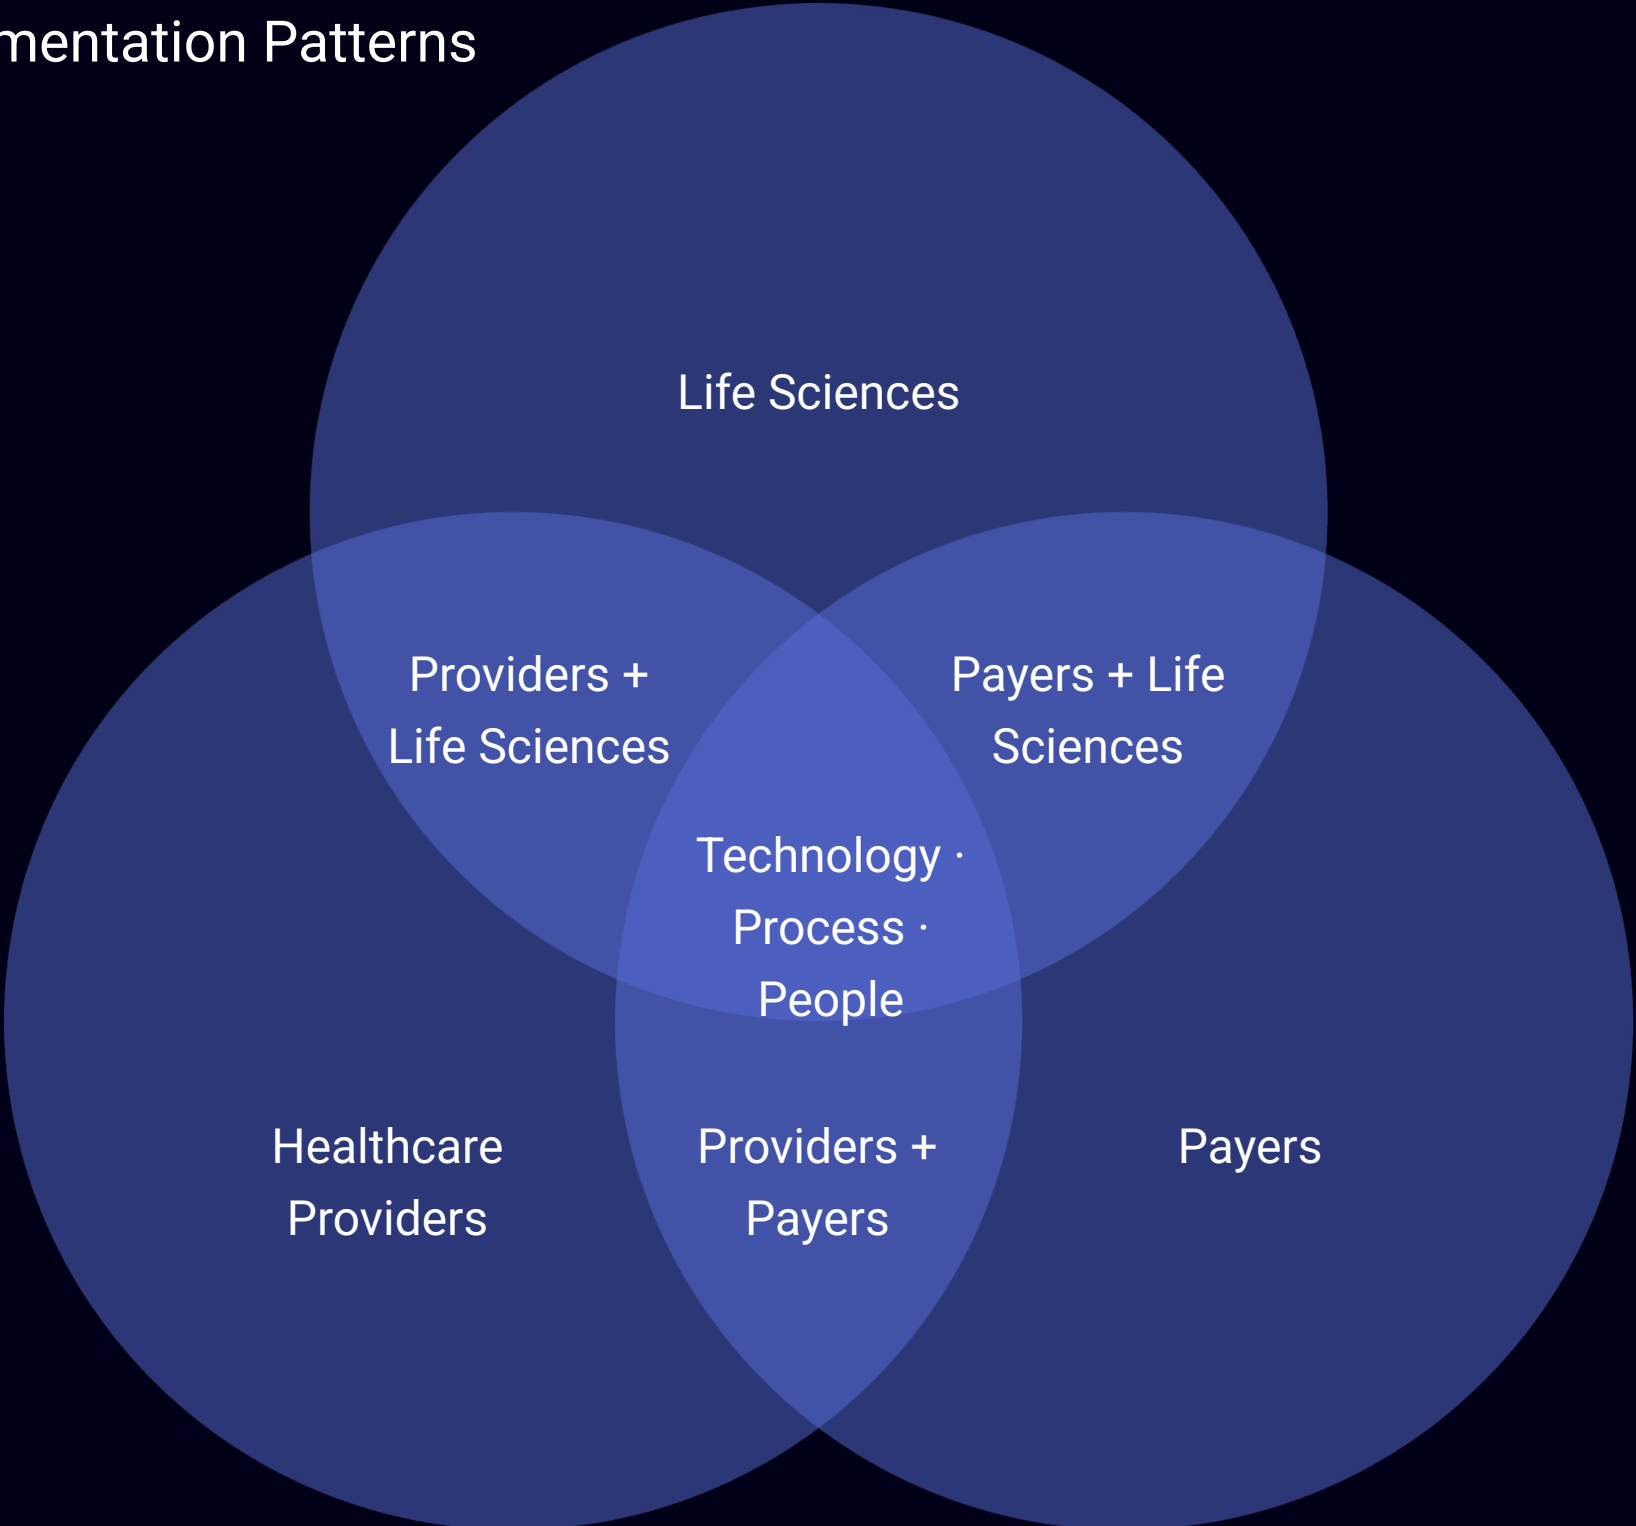 mentation Patterns
Life Sciences
Providers +
Life Sciences
Payers + Life
Sciences
Technology ·
Process ·
People
Healthcare
Providers
Providers +
Payers
Payers